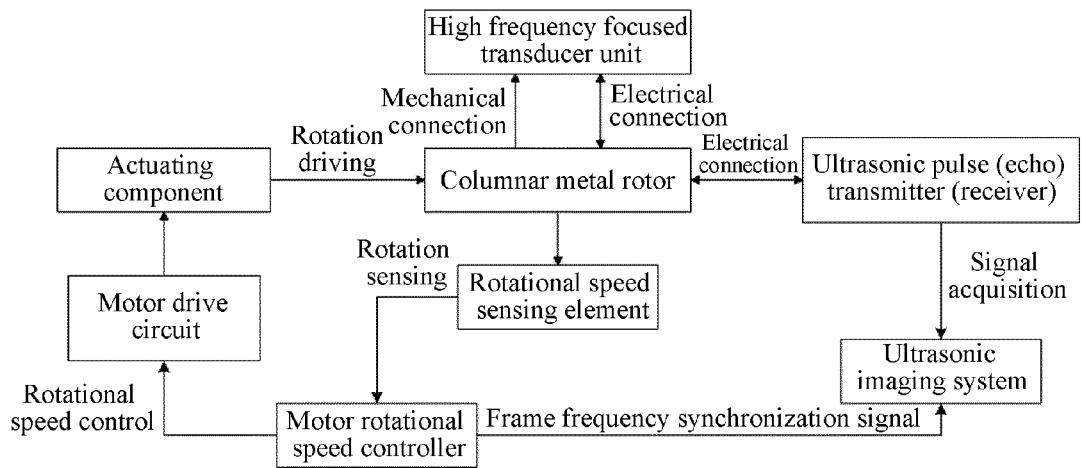 High frequency focused
transducer unit
Mechanical
connection
Electrical
connection
Rotation
driving
Electrical
connection
Actuating
component
Columnar metal rotor
Ultrasonic pulse (echo)
transmitter (receiver)
Rotation
sensing
Rotational speed
sensing element
Signal
acquisition
Motor drive
circuit
Ultrasonic
imaging system
Rotational
speed control
Motor rotational
speed controller
Frame frequency synchronization signal